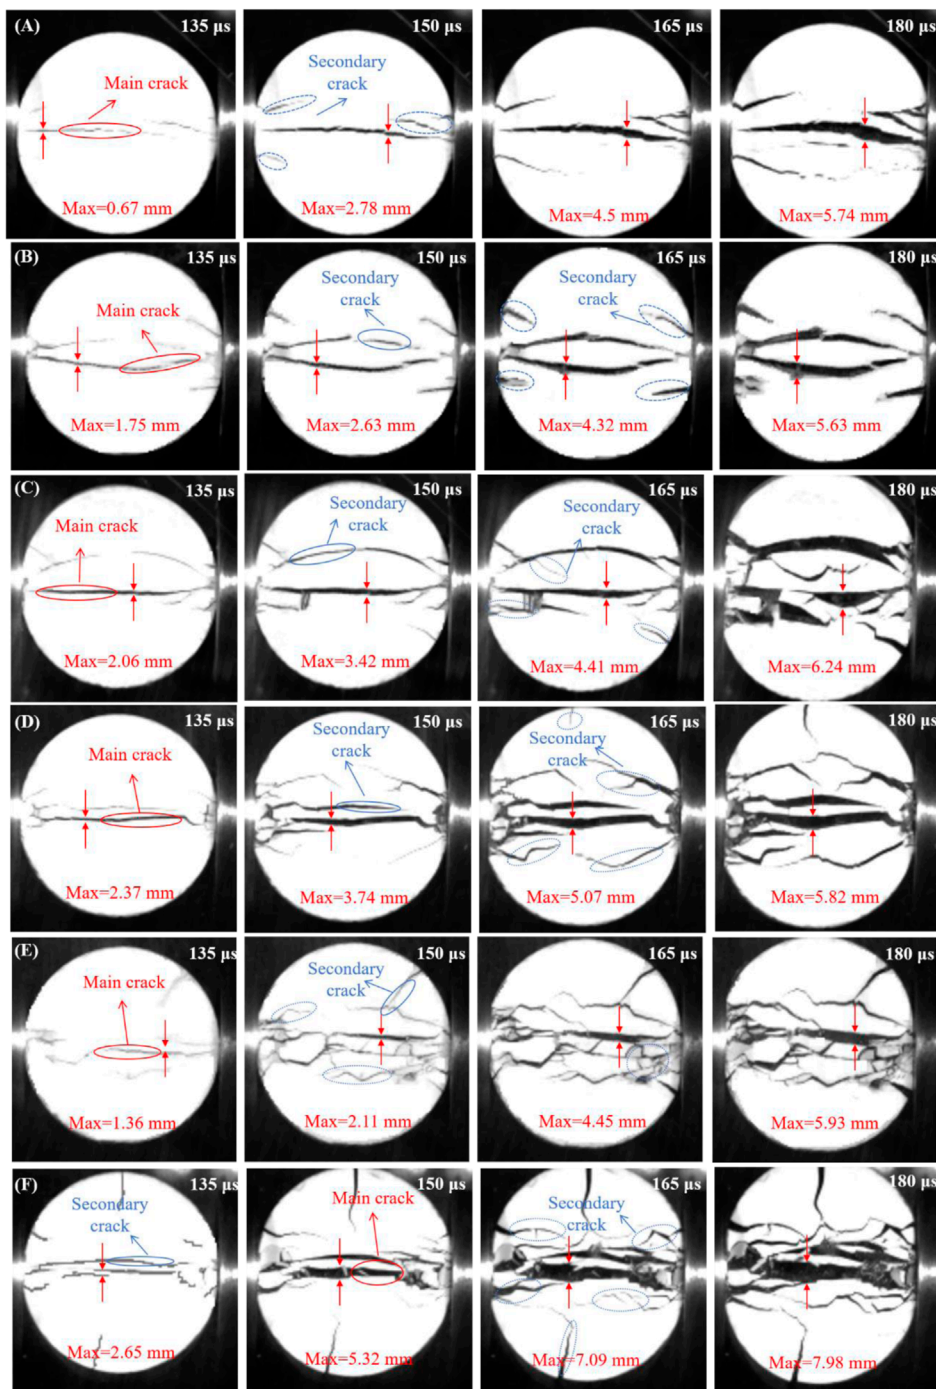 (A)
135 μs
150 μs
165 μs
180 μs
Main crack
Secondary
crack
Max=0.67 mm
Max=2.78 mm
Max=4.5 mm
Max=5.74 mm
(B)
135 μs
150 μs
165 μs
180 μs
Main crack
Secondary
crack
Secondary
crack
Max=1.75 mm
Max=2.63 mm
Max=4.32 mm
Max=5.63 mm
(C)
135 μs
150 μs
165 μs
180 μs
Main crack
Secondary
crack
Secondary
crack
Max=2.06 mm
Max=3.42 mm
Max=4.41 mm
Max=6.24 mm
(D)
135 μs
150 μs
165 μs
180 μs
Main crack
Secondary
crack
Secondary
crack
Max=2.37 mm
Max=3.74 mm
Max=5.07 mm
Max=5.82 mm
(E)
135 μs
150 μs
165 μs
180 μs
Main crack
Secondary
crack
Max=1.36 mm
Max=2.11 mm
Max=4.45 mm
Max=5.93 mm
(F)
135 μs
150 μs
165 μs
180 μs
Secondary
crack
Main crack
Secondary
crack
Max=2.65 mm
Max=5.32 mm
Max=7.09 mm
Max=7.98 mm